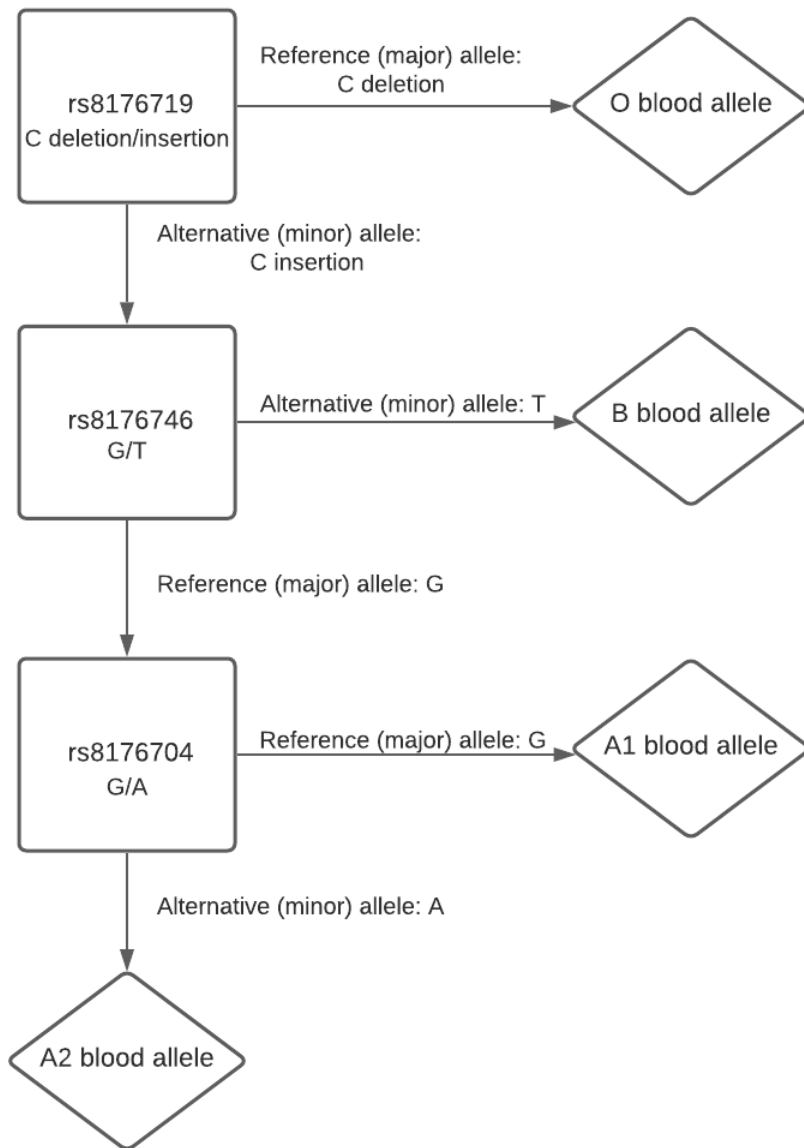 rs8176719
C deletion/insertion
Reference (major) allele:
C deletion
O blood allele
Alternative (minor) allele:
C insertion
rs8176746
G/T
Alternative (minor) allele: T
B blood allele
Reference (major) allele: G
rs8176704
G/A
Reference (major) allele: G
A1 blood allele
Alternative (minor) allele: A
A2 blood allele